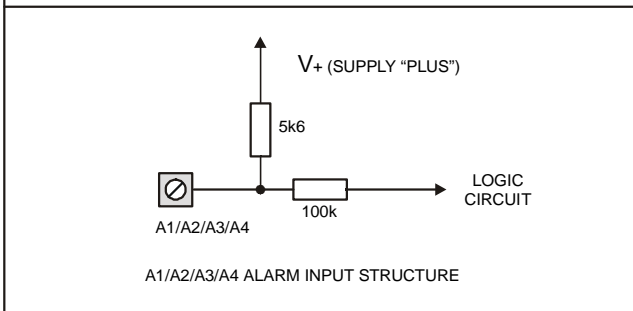 V+ (SUPPLY “PLUS”)
5k6
LOGIC
CIRCUIT
100k
A1/A2/A3/A4
A1/A2/A3/A4 ALARM INPUT STRUCTURE